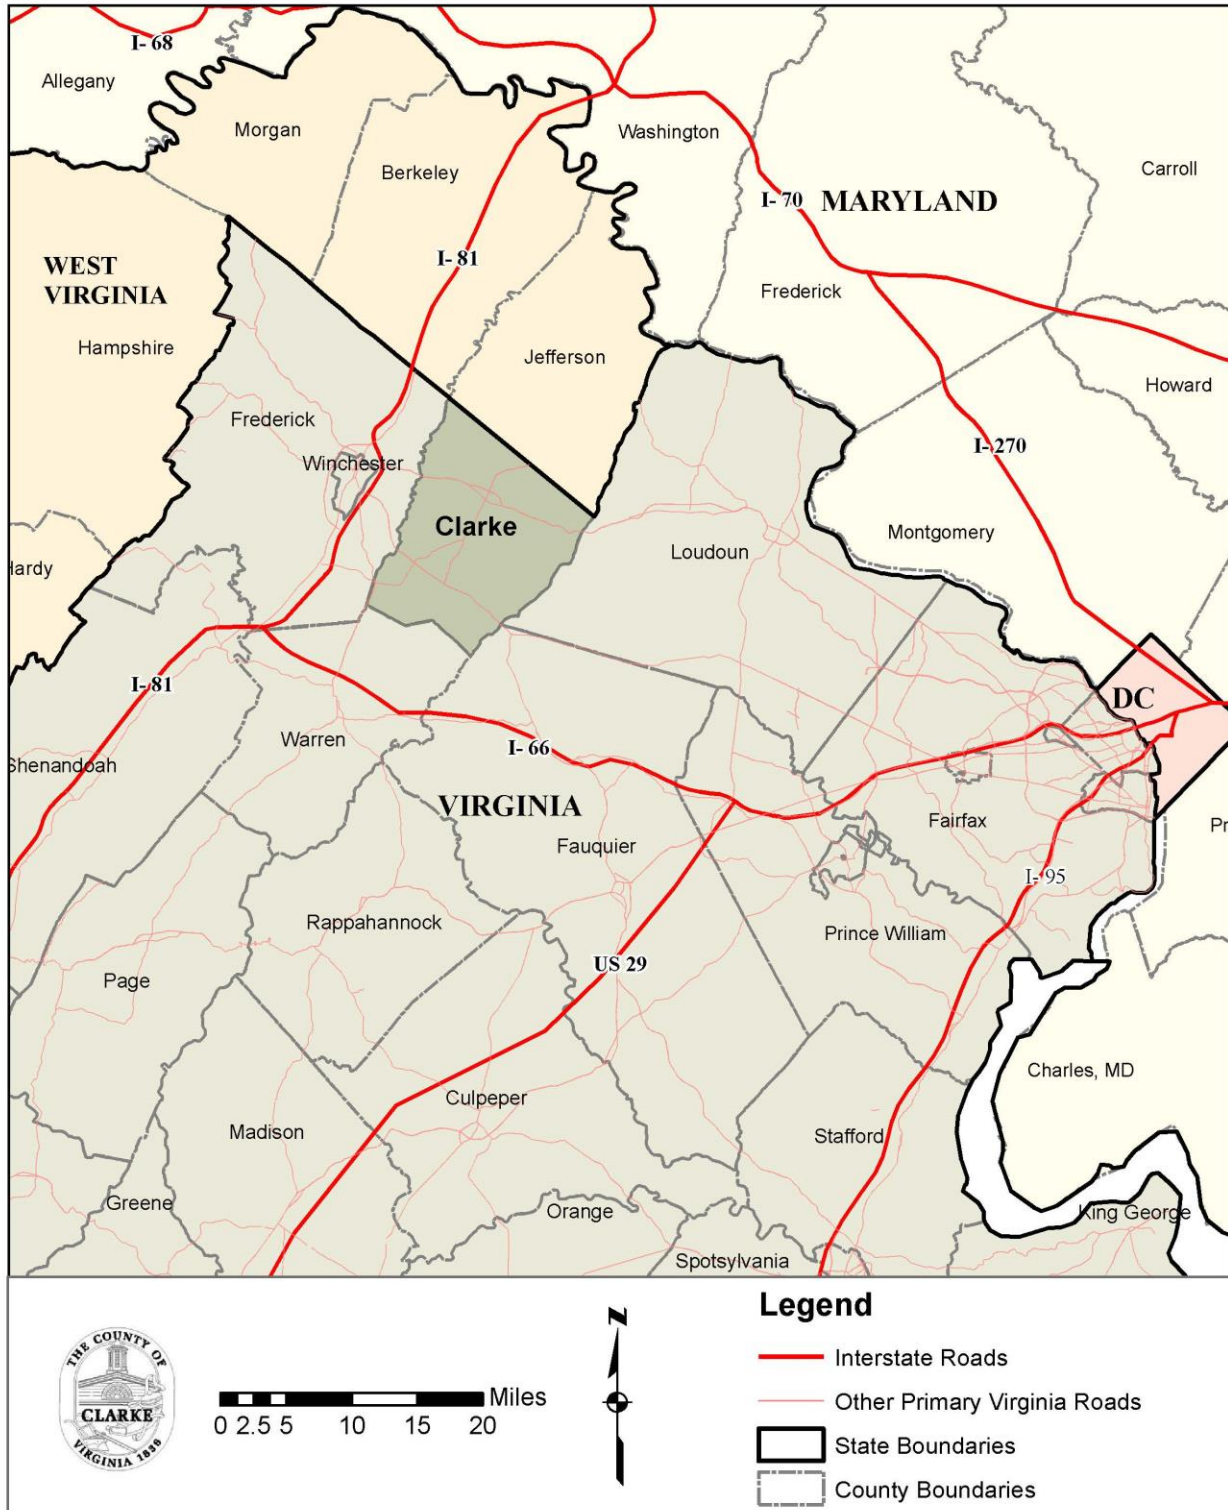 I- 68
Allegany
Morgan
Washington
Berkeley
Carroll
I- 70
MARYLAND
WEST
VIRGINIA
I- 81
Frederick
Hampshire
Jefferson
Howard
Frederick
Winchester
I- 270
Clarke
Montgomery
Loudoun
Hardy
I- 81
DC
Warren
I- 66
Shenandoah
VIRGINIA
Fairfax
Pr
Fauquier
I- 95
Rappahannock
Prince William
US 29
Page
Charles, MD
Culpeper
Madison
Stafford
Greene
Orange
King George
Spotsylvania
Legend
THE COUNTY OF
CLARKE
VIRGINIA 1836
Miles
0 2.5 5 10 15 20
N
Interstate Roads
Other Primary Virginia Roads
State Boundaries
County Boundaries